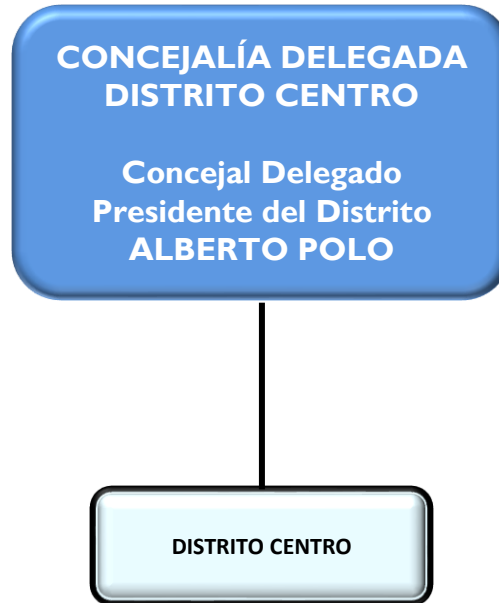 CONCEJALÍA DELEGADA
DISTRITO CENTRO
Concejal Delegado
Presidente del Distrito
ALBERTO POLO
DISTRITO CENTRO